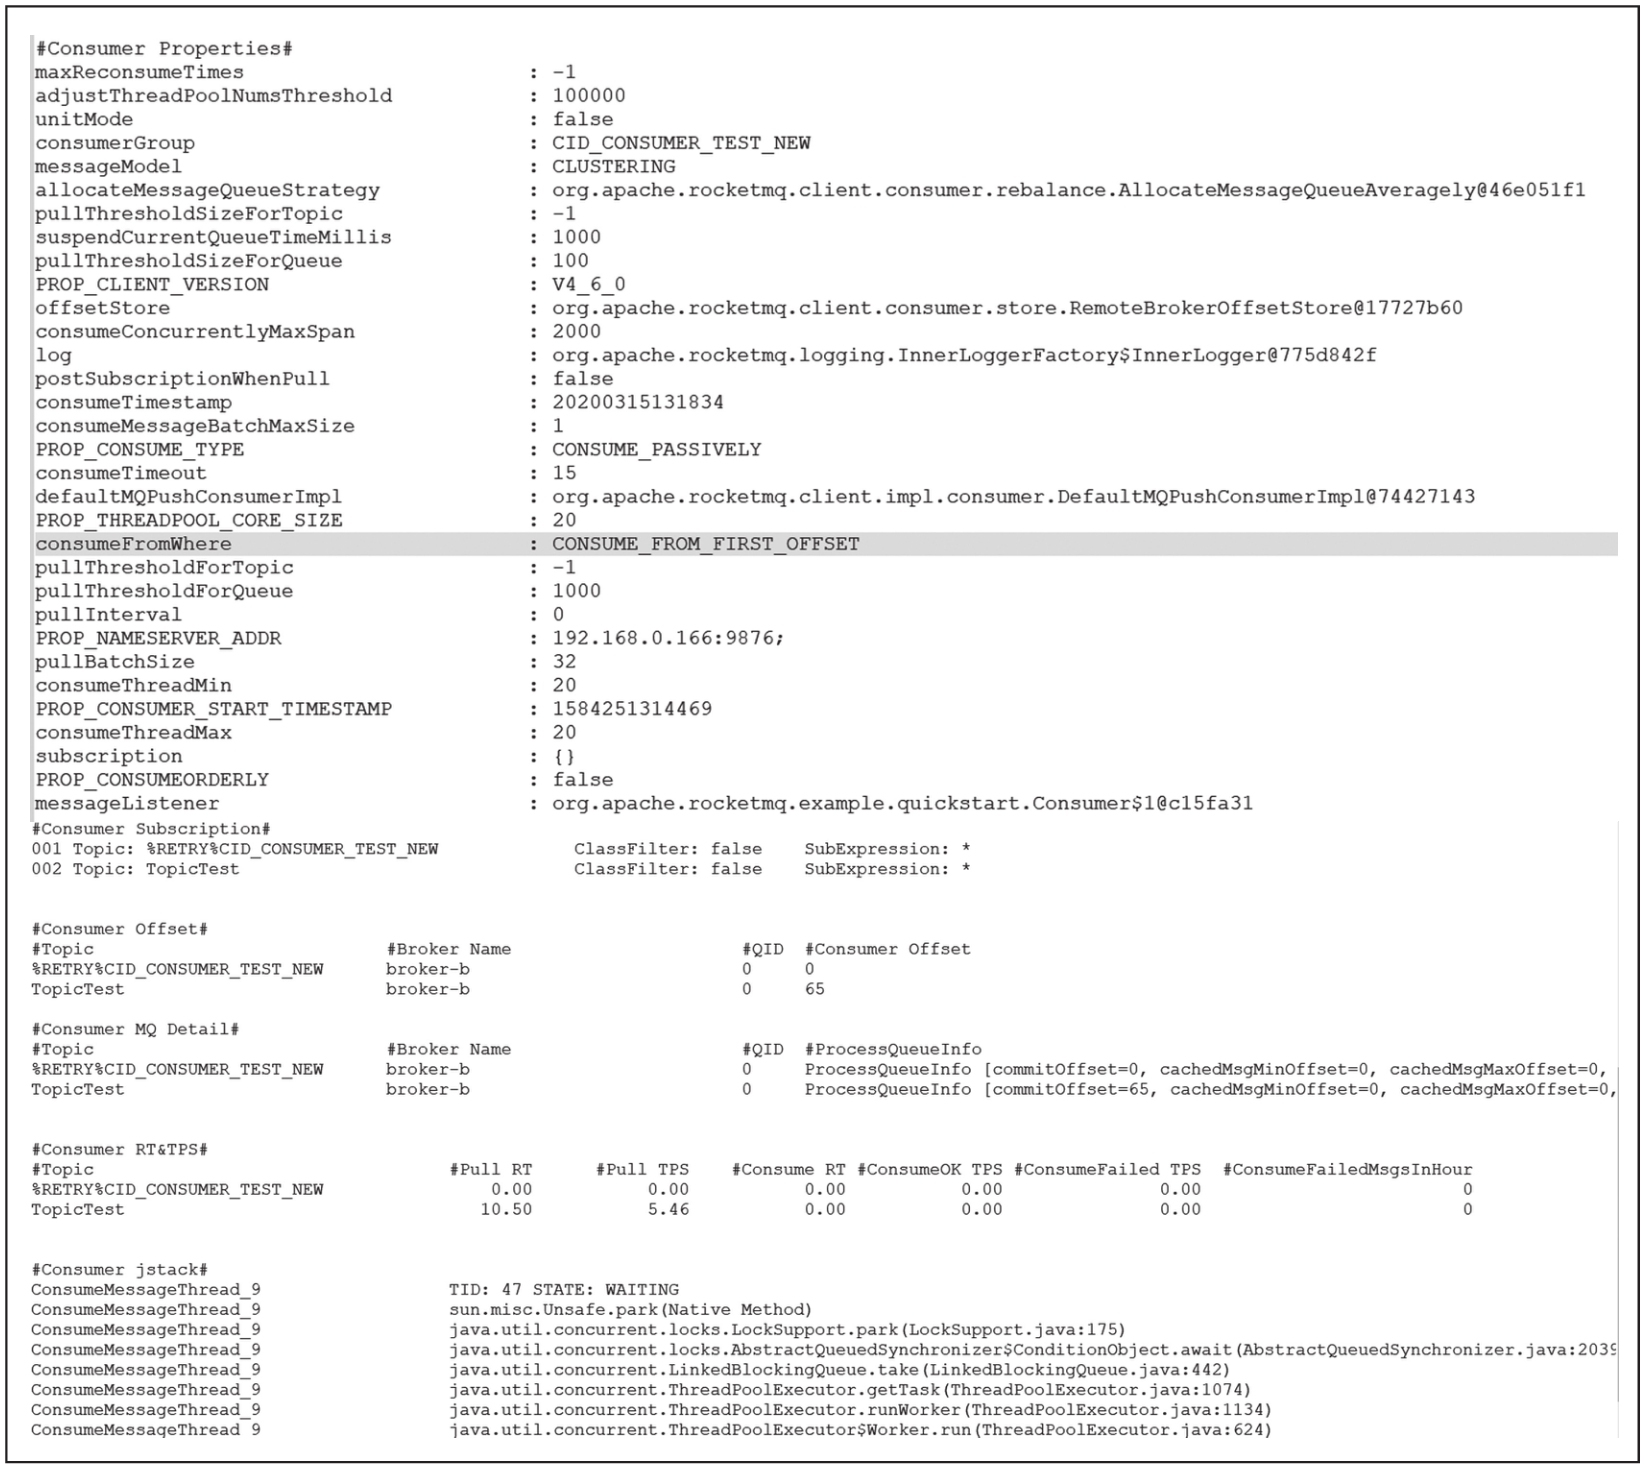 #Consumer Properties#
maxReconsumeTimes : -1
adjustThreadPoolNumsThreshold : 100000
unitMode : false
consumerGroup : CID_CONSUMER_TEST_NEW
messageModel : CLUSTERING
allocateMessageQueueStrategy : org.apache.rocketmq.client.consumer.rebalance.AllocateMessageQueueAveragely@46e051f1
pullThresholdSizeForTopic : -1
suspendCurrentQueueTimeMillis : 1000
pullThresholdSizeForQueue : 100
PROP_CLIENT_VERSION : V4_6_0
offsetStore : org.apache.rocketmq.client.consumer.store.RemoteBrokerOffsetStore@17727b60
consumeConcurrentlyMaxSpan : 2000
log : org.apache.rocketmq.logging.InnerLoggerFactory$InnerLogger@775d842f
postSubscriptionWhenPull : false
consumeTimestamp : 20200315131834
consumeMessageBatchMaxSize : 1
PROP_CONSUME_TYPE : CONSUME_PASSIVELY
consumeTimeout : 15
defaultMQPushConsumerImpl : org.apache.rocketmq.client.impl.consumer.DefaultMQPushConsumerImpl@74427143
PROP_THREADPOOL_CORE_SIZE : 20
consumeFromWhere : CONSUME_FROM_FIRST_OFFSET
pullThresholdForTopic : -1
pullThresholdForQueue : 1000
pullInterval : 0
PROP_NAMESERVER_ADDR : 192.168.0.166:9876;
pullBatchSize : 32
consumeThreadMin : 20
PROP_CONSUMER_START_TIMESTAMP : 1584251314469
consumeThreadMax : 20
subscription : {}
PROP_CONSUMEORDERLY : false
messageListener : org.apache.rocketmq.example.quickstart.Consumer$1@c15fa31
#Consumer Subscription#
001 Topic: %RETRY%CID_CONSUMER_TEST_NEW ClassFilter: false SubExpression: *
002 Topic: TopicTest ClassFilter: false SubExpression: *
#Consumer Offset#
#Topic #Broker Name #QID #Consumer Offset
%RETRY%CID_CONSUMER_TEST_NEW broker-b 0 0
TopicTest broker-b 0 65
#Consumer MQ Detail#
#Topic #Broker Name #QID #ProcessQueueInfo
%RETRY%CID_CONSUMER_TEST_NEW broker-b 0 ProcessQueueInfo [commitOffset=0, cachedMsgMinOffset=0, cachedMsgMaxOffset=0,
TopicTest broker-b 0 ProcessQueueInfo [commitOffset=65, cachedMsgMinOffset=0, cachedMsgMaxOffset=0,
#Consumer RT&TPS#
#Topic #Pull RT #Pull TPS #Consume RT #ConsumeOK TPS #ConsumeFailed TPS #ConsumeFailedMsgsInHour
%RETRY%CID_CONSUMER_TEST_NEW 0.00 0.00 0.00 0.00 0.00 0
TopicTest 10.50 5.46 0.00 0.00 0.00 0
#Consumer jstack#
ConsumeMessageThread_9 TID: 47 STATE: WAITING
ConsumeMessageThread_9 sun.misc.Unsafe.park(Native Method)
ConsumeMessageThread_9 java.util.concurrent.locks.LockSupport.park(LockSupport.java:175)
ConsumeMessageThread_9 java.util.concurrent.locks.AbstractQueuedSynchronizer$ConditionObject.await(AbstractQueuedSynchronizer.java:2039
ConsumeMessageThread_9 java.util.concurrent.LinkedBlockingQueue.take(LinkedBlockingQueue.java:442)
ConsumeMessageThread_9 java.util.concurrent.ThreadPoolExecutor.getTask(ThreadPoolExecutor.java:1074)
ConsumeMessageThread_9 java.util.concurrent.ThreadPoolExecutor.runWorker(ThreadPoolExecutor.java:1134)
ConsumeMessageThread_9 java.util.concurrent.ThreadPoolExecutor$Worker.run(ThreadPoolExecutor.java:624)